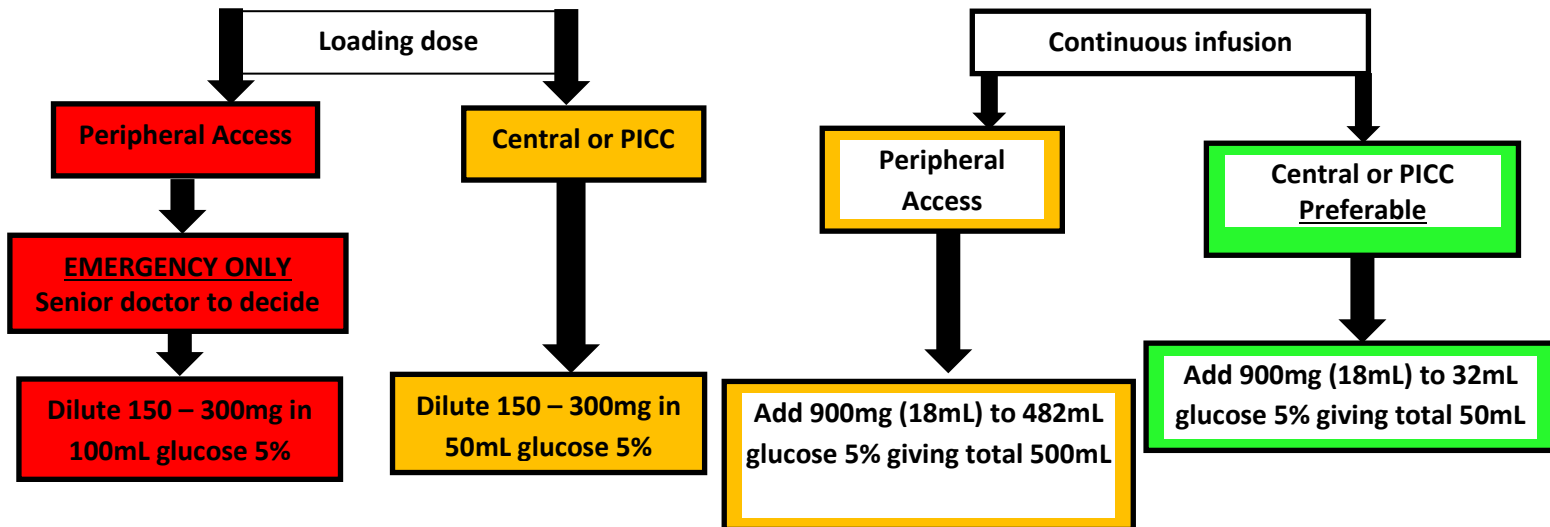 Loading dose
Peripheral Access
EMERGENCY ONLY
Senior doctor to decide
Dilute 150 – 300mg in
100mL glucose 5%
Central or PICC
Dilute 150 – 300mg in
50mL glucose 5%
Continuous infusion
Peripheral
Access
Add 900mg (18mL) to 482mL
glucose 5% giving total 500mL
Central or PICC
Preferable
Add 900mg (18mL) to 32mL
glucose 5% giving total 50mL